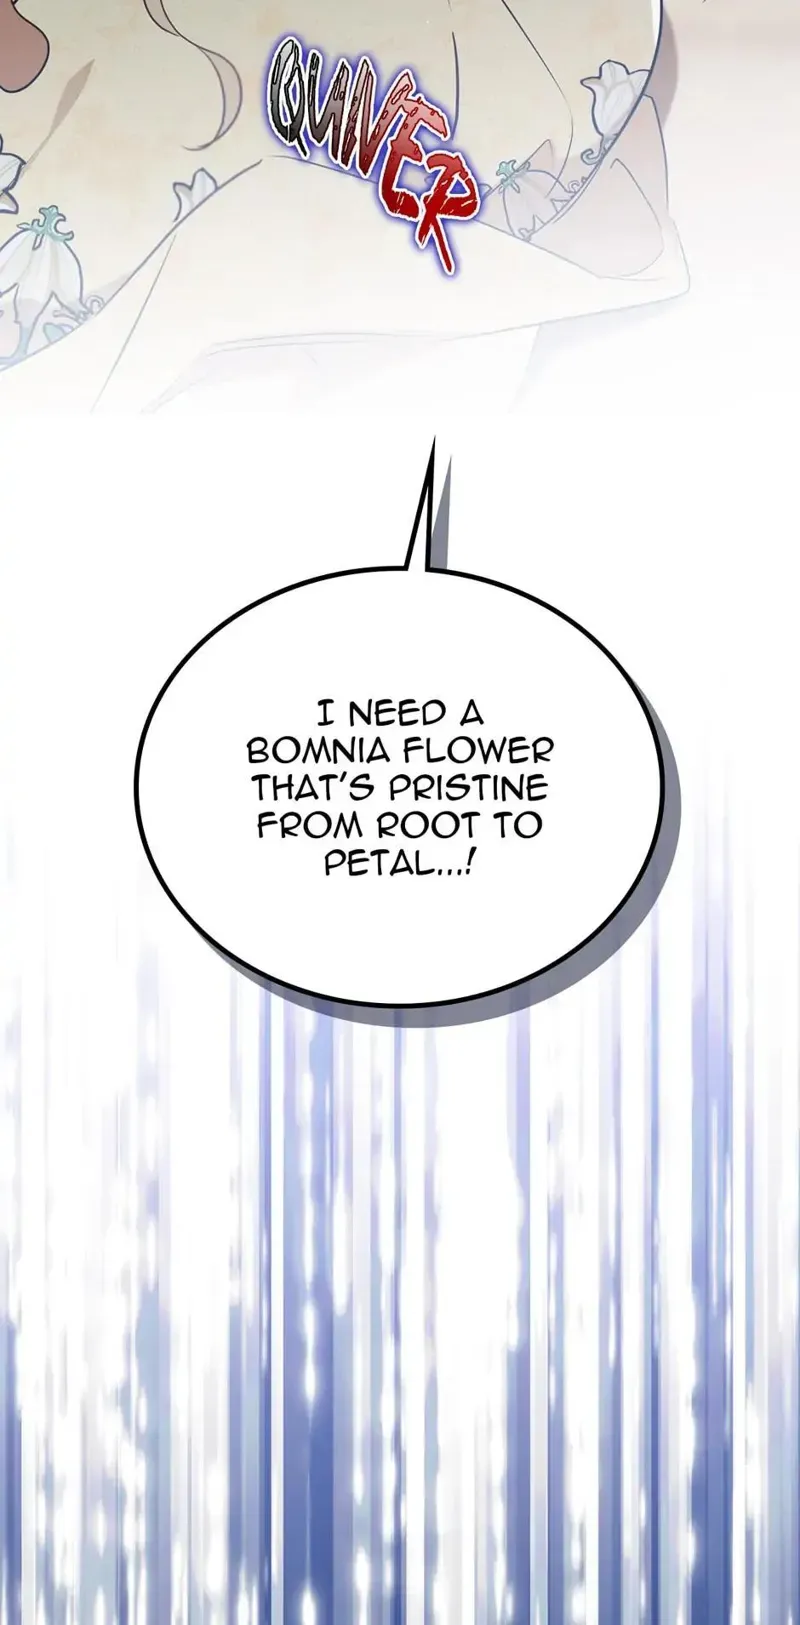 QUIVER
I NEED A
BOMNIA FLOWER
THAT'S PRISTINE
FROM ROOT TO
PETAL...!